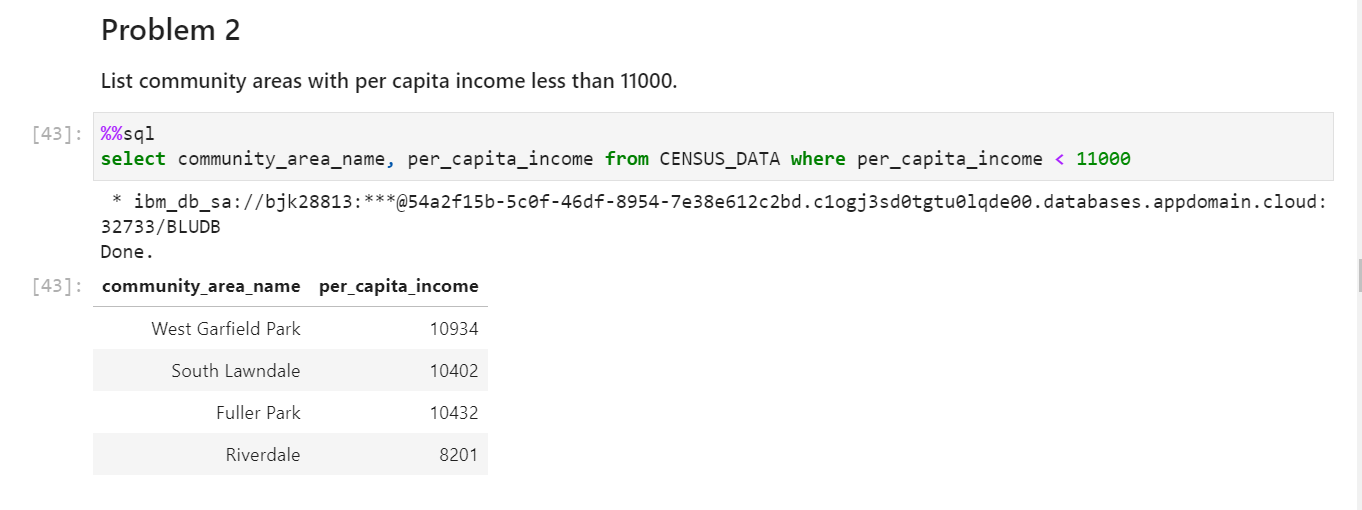 Problem 2
List community areas with per capita income less than 11000.
[43]: %%sql
select community_area_name, per_capita_income from CENSUS_DATA where per_capita_income < 11000
* ibm_db_sa://bjk28813:***@54a2f15b-5c0f-46df-8954-7e38e612c2bd.c1ogj3sd0tgtu0lqde00.databases.appdomain.cloud:
32733/BLUDB
Done.
[43]: community_area_name per_capita_income
West Garfield Park 10934
South Lawndale 10402
Fuller Park 10432
Riverdale 8201